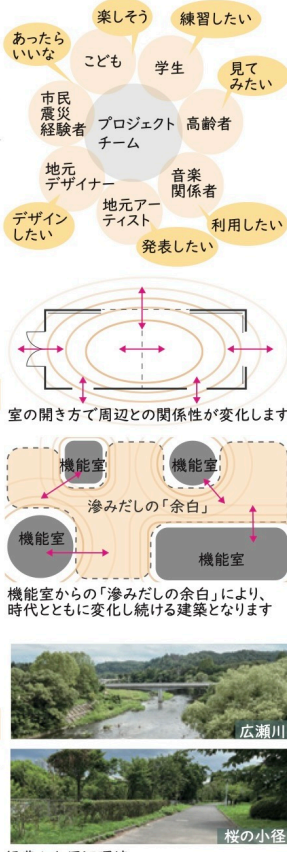 楽しそう
練習したい
あったら
いいな
こども
学生
見て
みたい
市民
震災
経験者
プロジェクト
チーム
高齢者
地元
デザイナー
音楽
関係者
地元アー
ティスト
デザイン
したい
利用したい
発表したい
室の開き方で周辺との関係性が変化します
機能室
機能室
滲みだしの「余白」
機能室
機能室
機能室からの「滲みだしの余白」により、
時代とともに変化し続ける建築となります
広瀬川
桜の小径